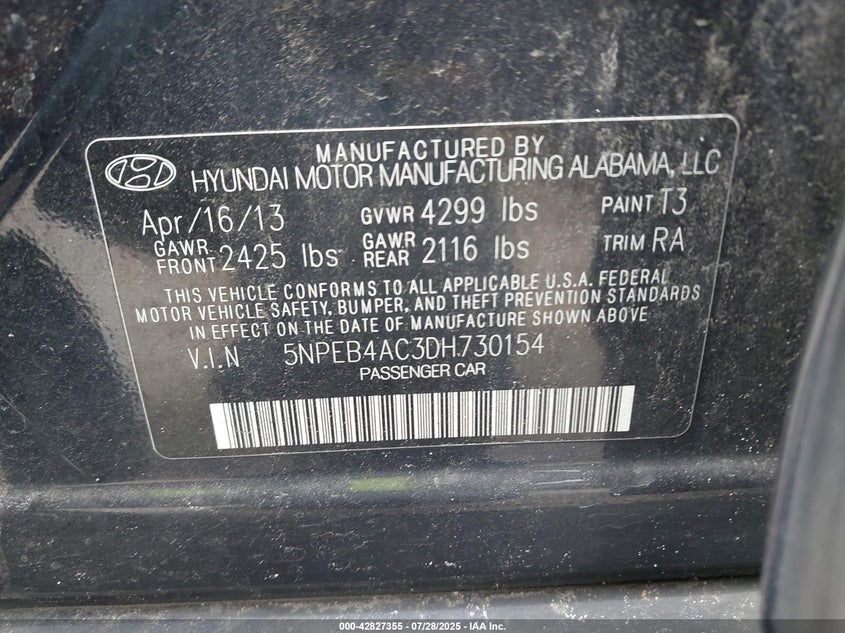 MANUFACTURED BY
HYUNDAI MOTOR MANUFACTURING ALABAMA, LLC
Apr/16/13 GVWR 4299 lbs PAINT T3
GAWR FRONT 2425 lbs GAWR REAR 2116 lbs TRIM RA
THIS VEHICLE CONFORMS TO ALL APPLICABLE U.S.A. FEDERAL
MOTOR VEHICLE SAFETY, BUMPER, AND THEFT PREVENTION STANDARDS
IN EFFECT ON THE DATE OF MANUFACTURE SHOWN ABOVE
V.I.N 5NPEB4AC3DH730154
PASSENGER CAR
000-42827355 - 07/28/2025 - IAA Inc.